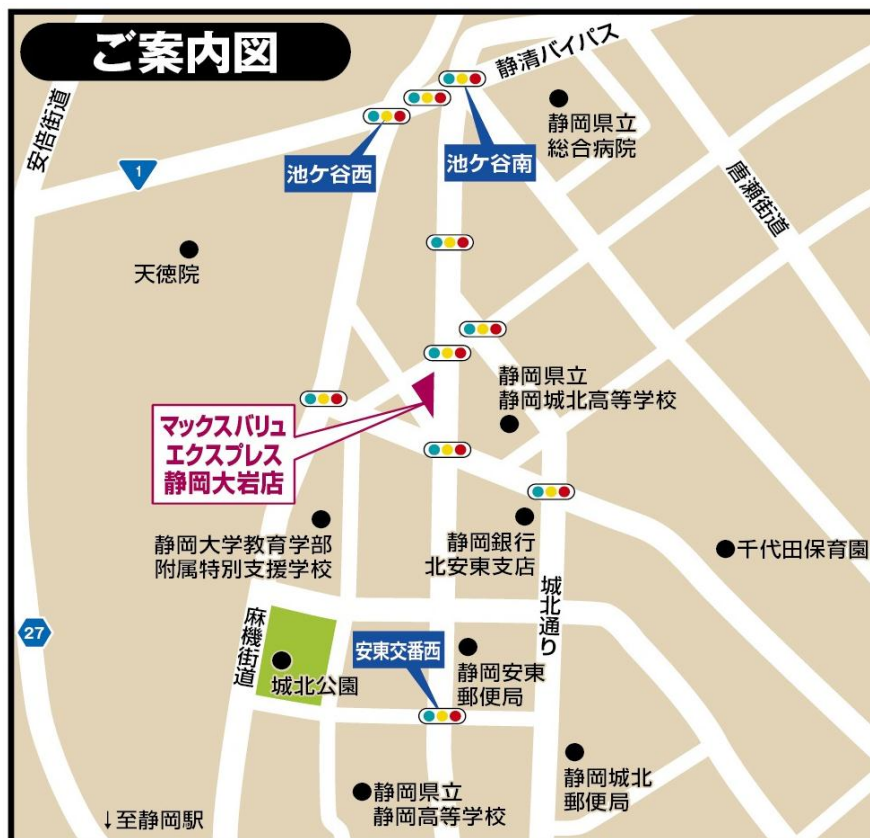 ご案内図
静清バイパス
安倍街道
1
池ケ谷西
池ケ谷南
静岡県立
総合病院
唐瀬街道
天徳院
静岡県立
静岡城北高等学校
マックスバリュ
エクスプレス
静岡大岩店
静岡大学教育学部
附属特別支援学校
静岡銀行
北安東支店
千代田保育園
城北通り
麻機街道
27
城北公園
安東交番西
静岡安東
郵便局
静岡城北
郵便局
静岡県立
静岡高等学校
↓至静岡駅